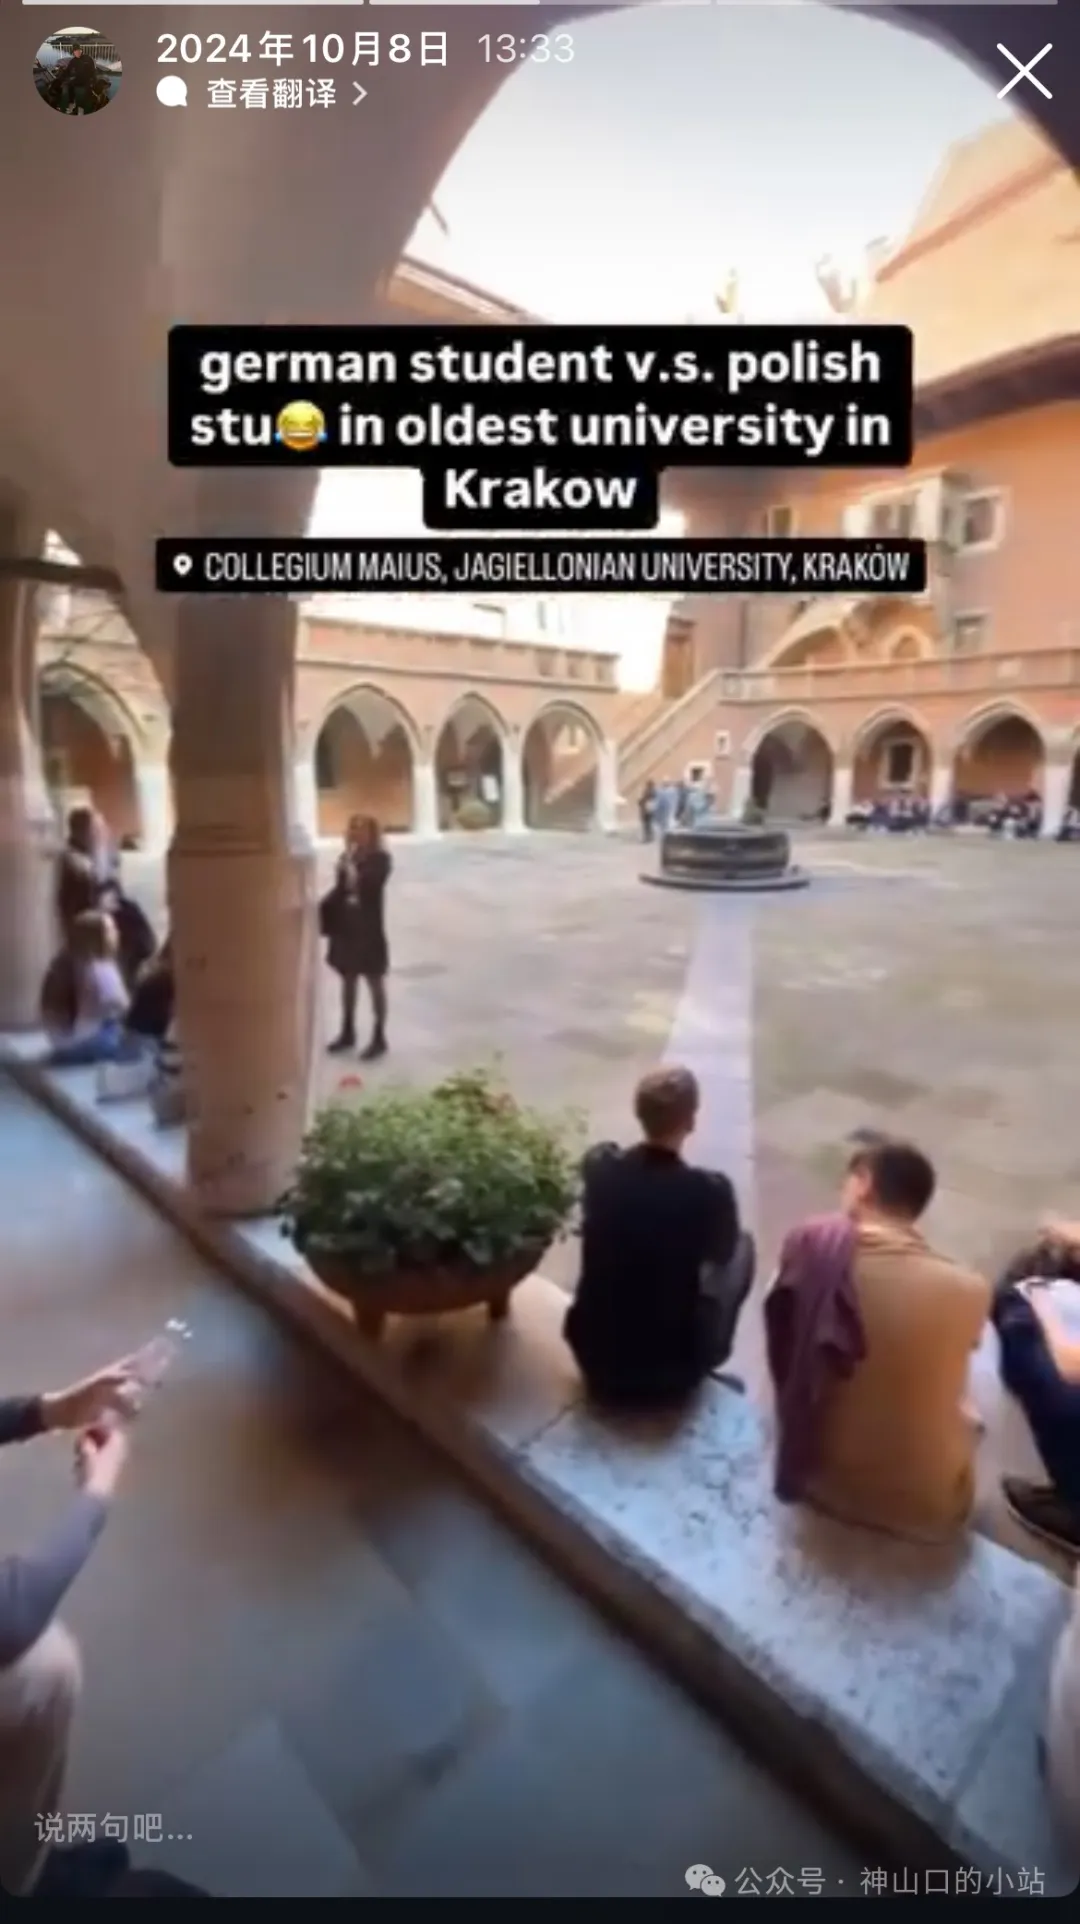 2024年10月8日 13:33
查看翻译
german student v.s. polish
stu😂 in oldest university in
Krakow
COLLEGIUM MAIUS, JAGIELLONIAN UNIVERSITY, KRAKÓW
说两句吧...
公众号 · 神山口的小站